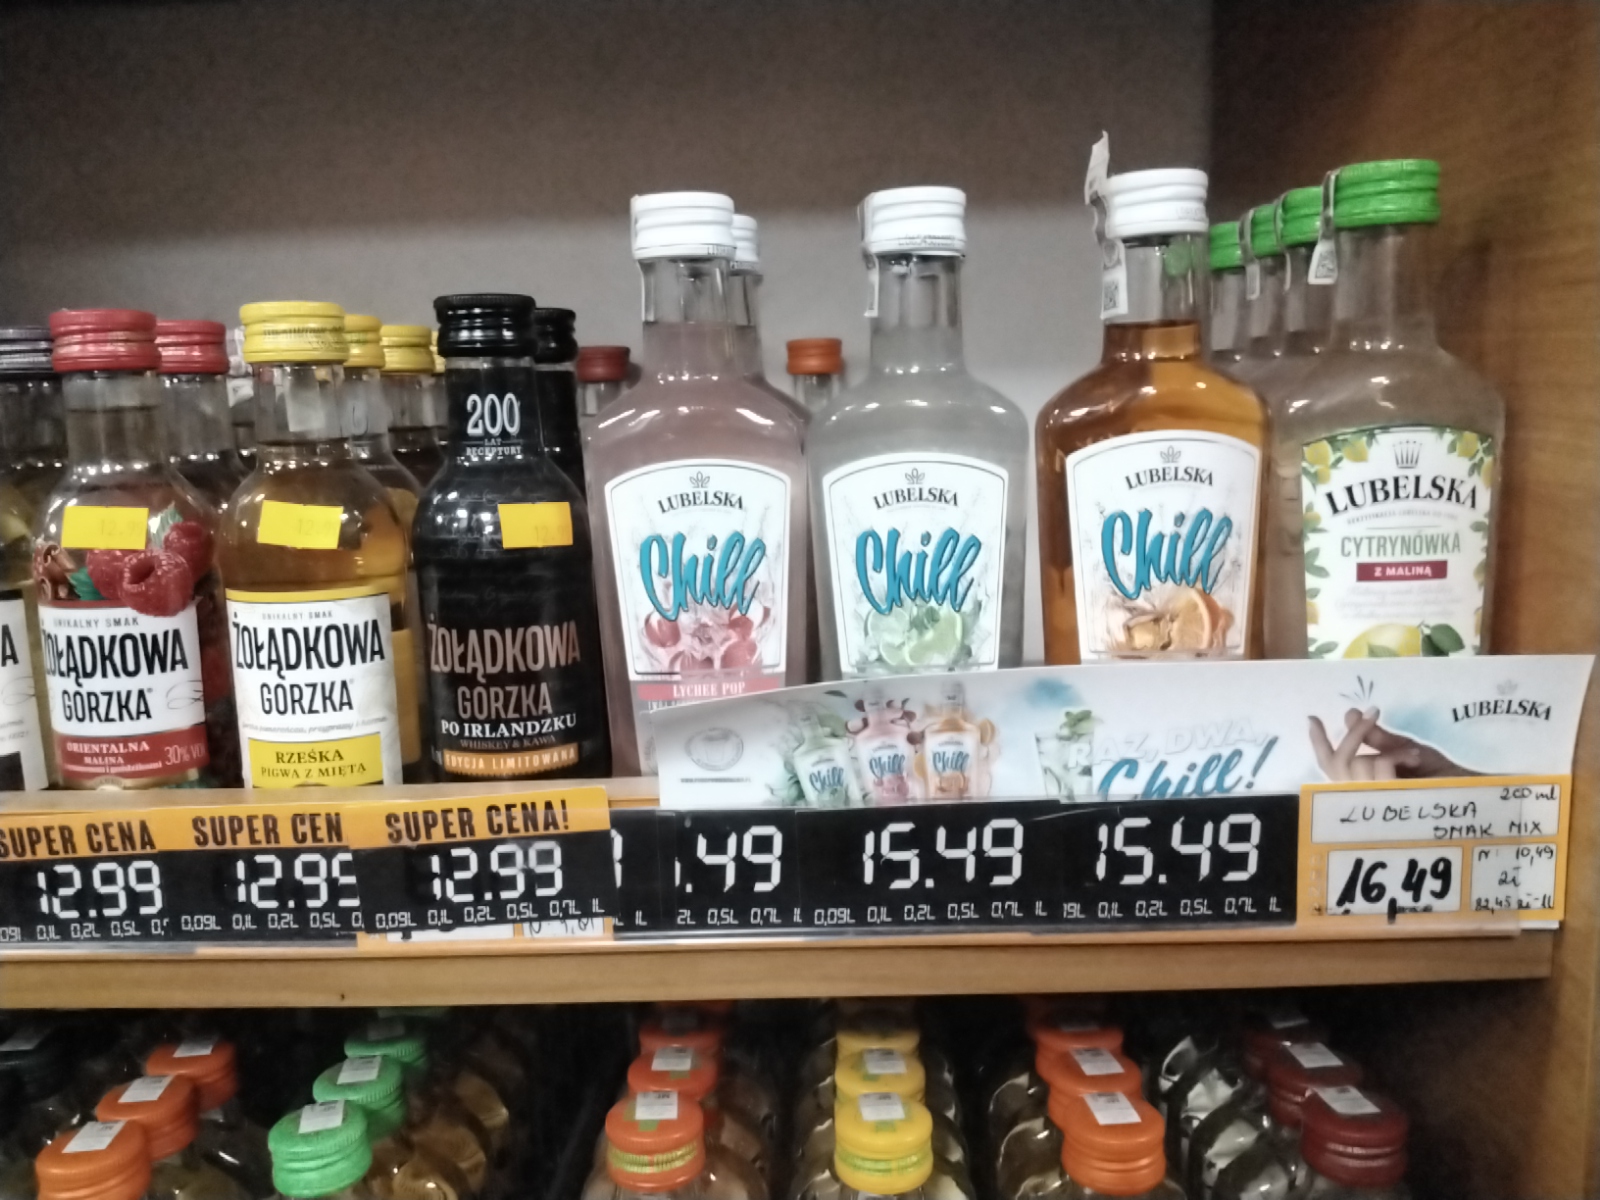 UNIKALNY SMAK
ŻOŁĄDKOWA
GORZKA
ORIENTALNA
MALINA
30%
12.99
UNIKALNY SMAK
ŻOŁĄDKOWA
GORZKA
RZEŚKA
PIGWA Z MIĘTĄ
200
LAT
RECEPTURY
ŻOŁĄDKOWA
GORZKA
PO IRLANDZKU
WHISKEY & KAWA
EDYCJA LIMITOWANA
LUBELSKA
Chill
LYCHEE POP
LUBELSKA
Chill
LUBELSKA
Chill
LUBELSKA
CYTRYNÓWKA
Z MALINĄ
RAZ, DWA,
Chill!
LUBELSKA
Chill
Chill
Chill
SUPER CENA
SUPER CEN
SUPER CENA!
12.99
12.99
12.99
.49
15.49
15.49
0,1L 0,2L 0,5L
0,09L 0,1L 0,2L 0,5L
0,09L 0,1L 0,2L 0,5L 0,7L 1L
2L 0,5L 0,7L 1L
0,09L 0,1L 0,2L 0,5L 0,7L 1L
0,1L 0,2L 0,5L 0,7L 1L
LUBELSKA 200 ml
SMAK MIX
16,49